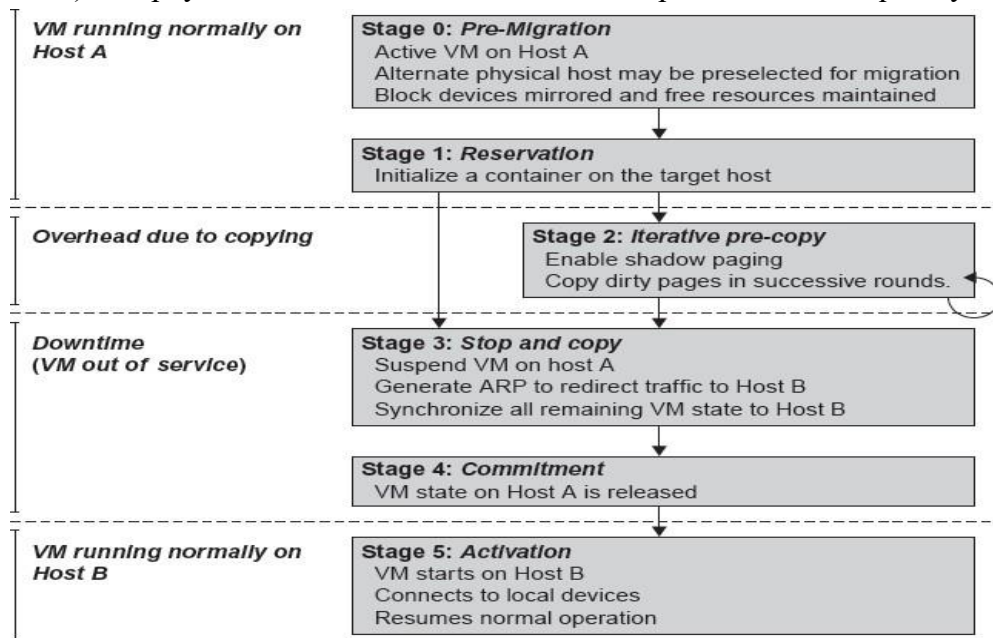 VM running normally on
Host A
Stage 0: Pre-Migration
Active VM on Host A
Alternate physical host may be preselected for migration
Block devices mirrored and free resources maintained
Stage 1: Reservation
Initialize a container on the target host
Overhead due to copying
Stage 2: Iterative pre-copy
Enable shadow paging
Copy dirty pages in successive rounds.
Downtime
(VM out of service)
Stage 3: Stop and copy
Suspend VM on host A
Generate ARP to redirect traffic to Host B
Synchronize all remaining VM state to Host B
Stage 4: Commitment
VM state on Host A is released
VM running normally on
Host B
Stage 5: Activation
VM starts on Host B
Connects to local devices
Resumes normal operation